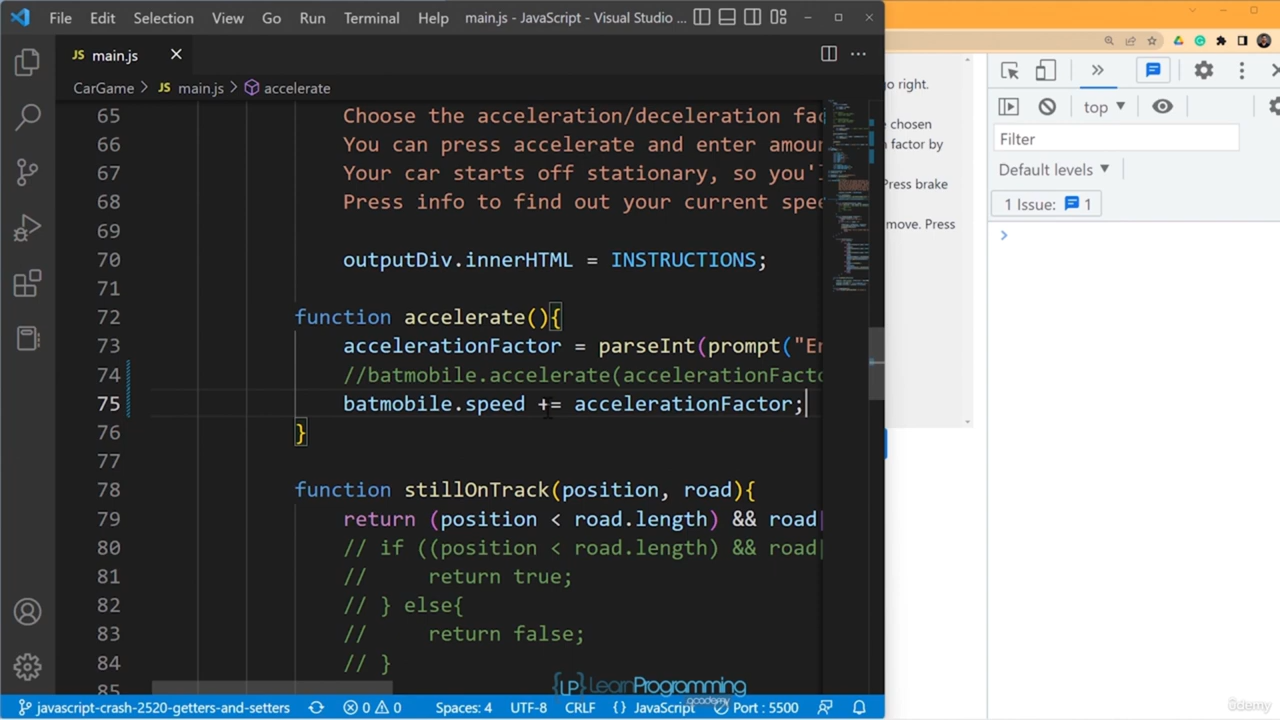 File Edit Selection View Go Run Terminal Help main.js - JavaScript - Visual Studio ...
JS main.js
CarGame > JS main.js > accelerate
65 Choose the acceleration/deceleration fac
66 You can press accelerate and enter amoun
67 Your car starts off stationary, so you'l
68 Press info to find out your current spee
69
70 outputDiv.innerHTML = INSTRUCTIONS;
71
72 function accelerate(){
73 accelerationFactor = parseInt(prompt("En
74 //batmobile.accelerate(accelerationFacto
75 batmobile.speed += accelerationFactor;
76 }
77
78 function stillOnTrack(position, road){
79 return (position < road.length) && road
80 // if ((position < road.length) && road
81 // return true;
82 // } else{
83 // return false;
84 // }
85
{LP} LearnProgramming
academy
javascript-crash-2520-getters-and-setters 0 0 Spaces: 4 UTF-8 CRLF {} JavaScript Port : 5500
go right.
chosen
factor by
Press brake
move. Press
top
Filter
Default levels
1 Issue: 1
>
ûdemy